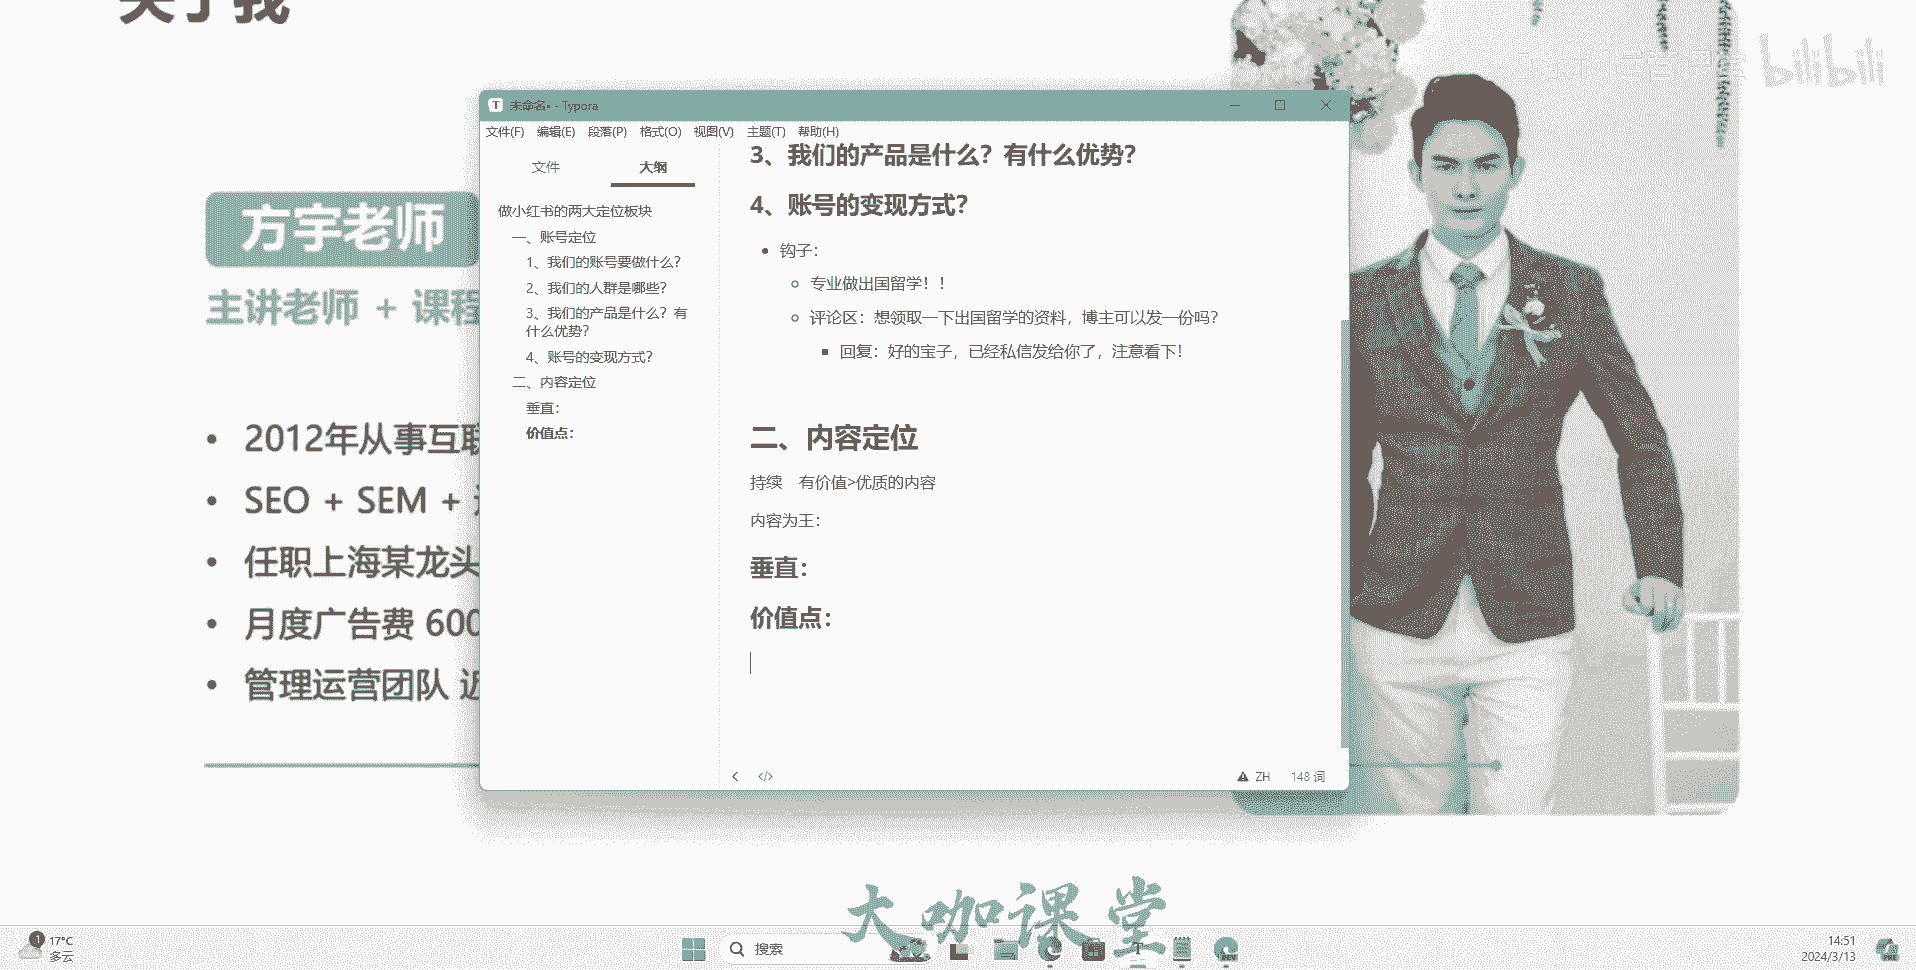 关于我
bilibili
方宇老师
主讲老师 + 课程
2012年从事互联
SEO + SEM +
任职上海某龙头
月度广告费 600
管理运营团队 近
未命名• - Typora
文件(F) 编辑(E) 段落(P) 格式(O) 视图(V) 主题(T) 帮助(H)
文件 大纲
做小红书的两大定位板块
一、账号定位
1、我们的账号要做什么?
2、我们的人群是哪些?
3、我们的产品是什么?有
什么优势?
4、账号的变现方式?
二、内容定位
垂直:
价值点:
3、我们的产品是什么?有什么优势?
4、账号的变现方式?
钩子:
专业做出国留学!!
评论区:想领取一下出国留学的资料,博主可以发一份吗?
回复:好的宝子,已经私信发给你了,注意看下!
二、内容定位
持续 有价值>优质的内容
内容为王:
垂直:
价值点:
ZH 148 词
大咖课堂
1
17°C
多云
搜索
T
DEV
14:51
2024/3/13
PRE